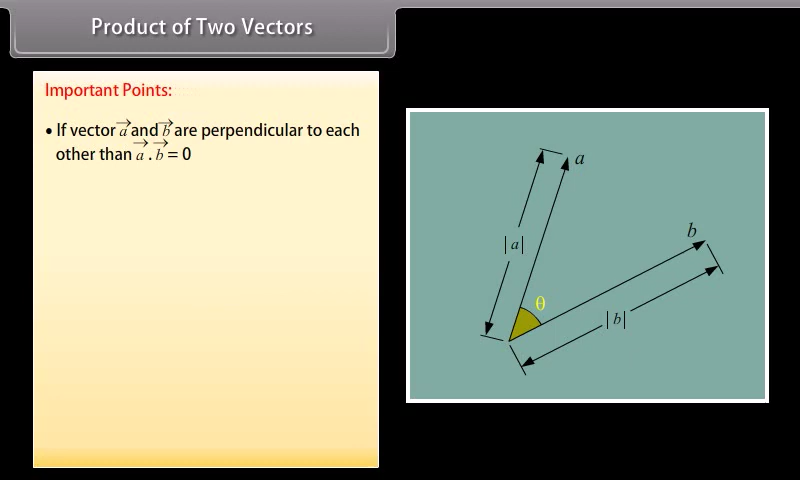 Product of Two Vectors
Important Points:
• If vector a⃗ and b⃗ are perpendicular to each
other than a⃗ . b⃗ = 0
a
|a|
b
θ
|b|